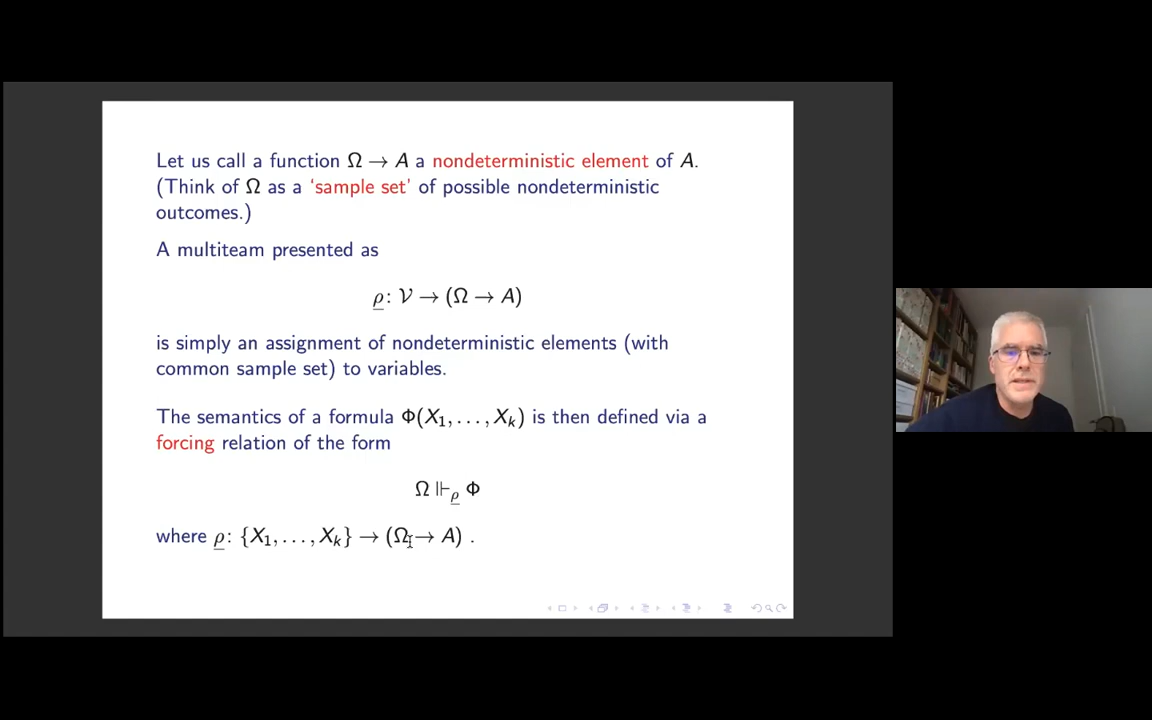 Let us call a function Ω → A a nondeterministic element of A.
(Think of Ω as a ‘sample set’ of possible nondeterministic
outcomes.)
A multiteam presented as
ρ: 𝒱 → (Ω → A)
is simply an assignment of nondeterministic elements (with
common sample set) to variables.
The semantics of a formula Φ(X₁, . . . , Xₖ) is then defined via a
forcing relation of the form
Ω ⊩ρ Φ
where ρ: {X₁, . . . , Xₖ} → (Ω → A) .